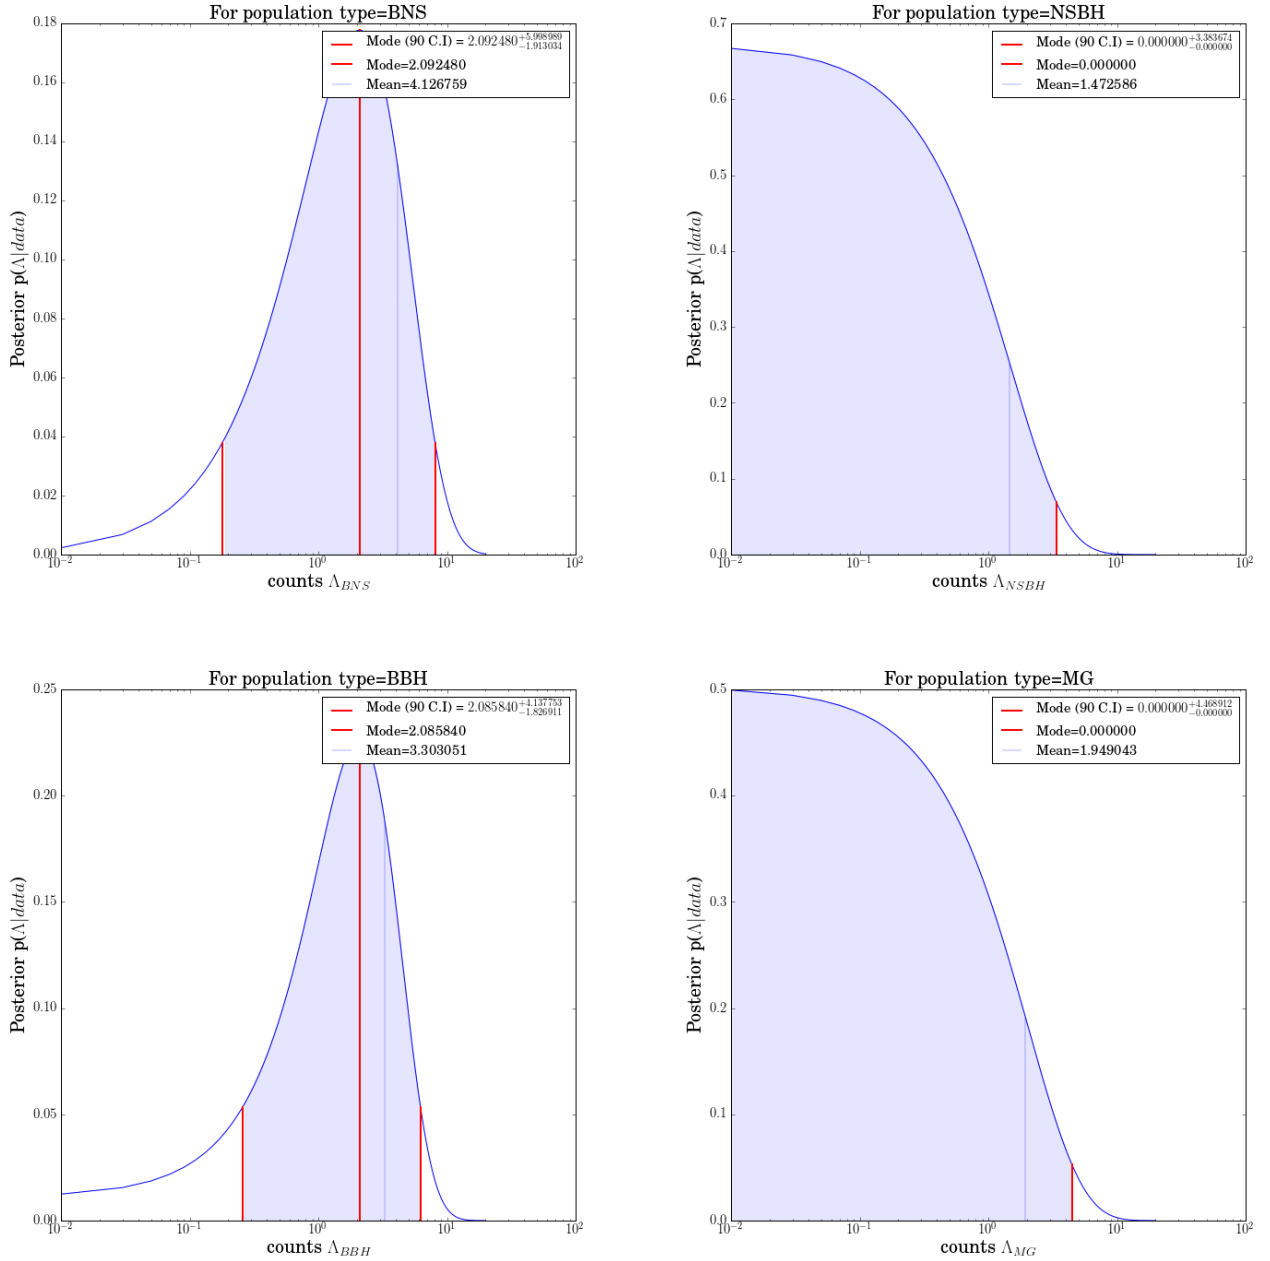 For population type=BNS
Mode (90 C.I) = 2.092480+5.998989 −1.913034
Mode=2.092480
Mean=4.126759
0.18
0.16
0.14
0.12
0.10
0.08
0.06
0.04
0.02
0.00
Posterior p(Λ|data)
10−2 10−1 100 101 102
counts ΛBNS
For population type=NSBH
Mode (90 C.I) = 0.000000+3.383674 −0.000000
Mode=0.000000
Mean=1.472586
0.7
0.6
0.5
0.4
0.3
0.2
0.1
0.0
Posterior p(Λ|data)
10−2 10−1 100 101 102
counts ΛNSBH
For population type=BBH
Mode (90 C.I) = 2.085840+4.137753 −1.826911
Mode=2.085840
Mean=3.303051
0.25
0.20
0.15
0.10
0.05
0.00
Posterior p(Λ|data)
10−2 10−1 100 101 102
counts ΛBBH
For population type=MG
Mode (90 C.I) = 0.000000+4.468912 −0.000000
Mode=0.000000
Mean=1.949043
0.5
0.4
0.3
0.2
0.1
0.0
Posterior p(Λ|data)
10−2 10−1 100 101 102
counts ΛMG